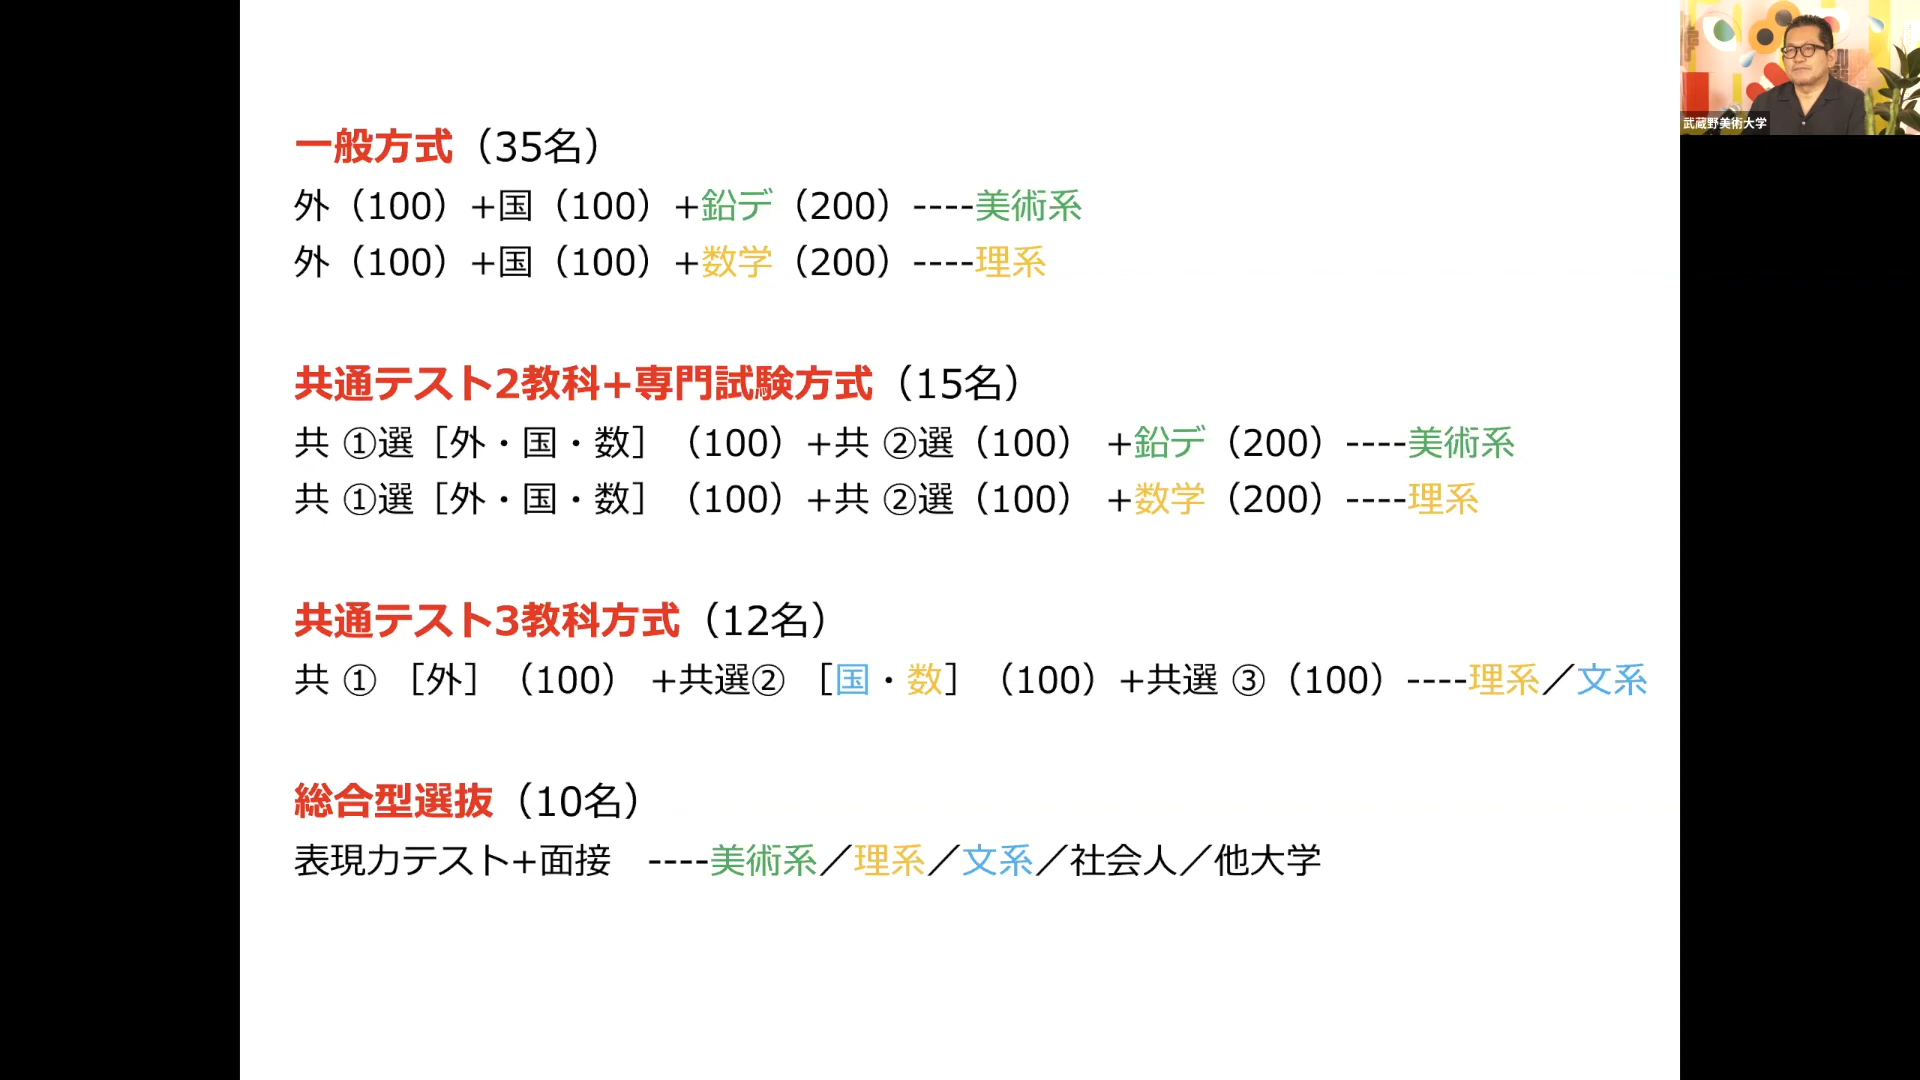 一般方式（35名）
外（100）+国（100）+鉛デ（200）----美術系
外（100）+国（100）+数学（200）----理系
共通テスト2教科+専門試験方式（15名）
共 ①選［外・国・数］（100）+共 ②選（100） +鉛デ（200）----美術系
共 ①選［外・国・数］（100）+共 ②選（100） +数学（200）----理系
共通テスト3教科方式（12名）
共 ① ［外］（100） +共選② ［国・数］（100）+共選 ③（100）----理系／文系
総合型選抜（10名）
表現力テスト+面接　----美術系／理系／文系／社会人／他大学
武蔵野美術大学